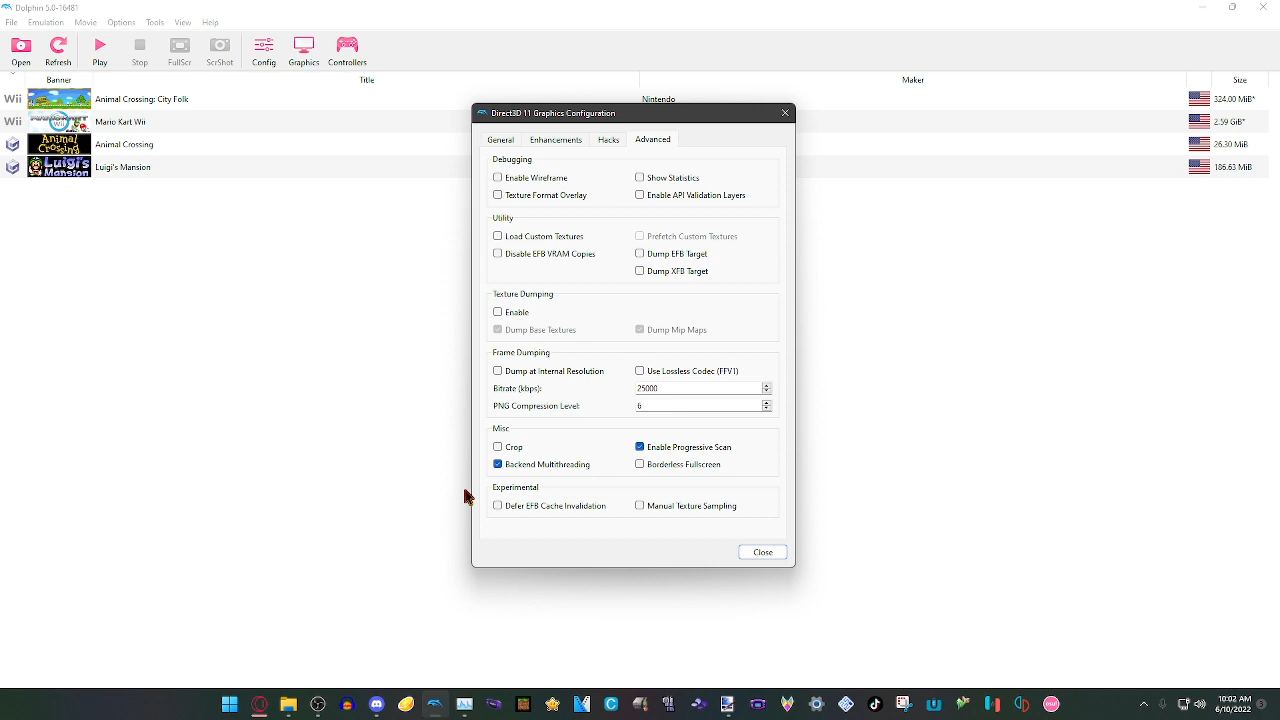 Dolphin 5.0-16481
File Emulation Movie Options Tools View Help
Open Refresh Play Stop FullScr ScrShot Config Graphics Controllers
Banner Title Maker Size
Wii Animal Crossing: City Folk Nintendo 324.00 MiB*
Wii MARIOKART Wii Mario Kart Wii 2.59 GiB*
Animal Crossing Animal Crossing 26.30 MiB
Luigi's Mansion Luigi's Mansion 186.63 MiB
Direct3D 11 Graphics Configuration
General Enhancements Hacks Advanced
Debugging
Enable Wireframe Show Statistics
Texture Format Overlay Enable API Validation Layers
Utility
Load Custom Textures Prefetch Custom Textures
Disable EFB VRAM Copies Dump EFB Target
Dump XFB Target
Texture Dumping
Enable
Dump Base Textures Dump Mip Maps
Frame Dumping
Dump at Internal Resolution Use Lossless Codec (FFV1)
Bitrate (kbps): 25000
PNG Compression Level: 6
Misc
Crop Enable Progressive Scan
Backend Multithreading Borderless Fullscreen
Experimental
Defer EFB Cache Invalidation Manual Texture Sampling
Close
10:02 AM
6/10/2022